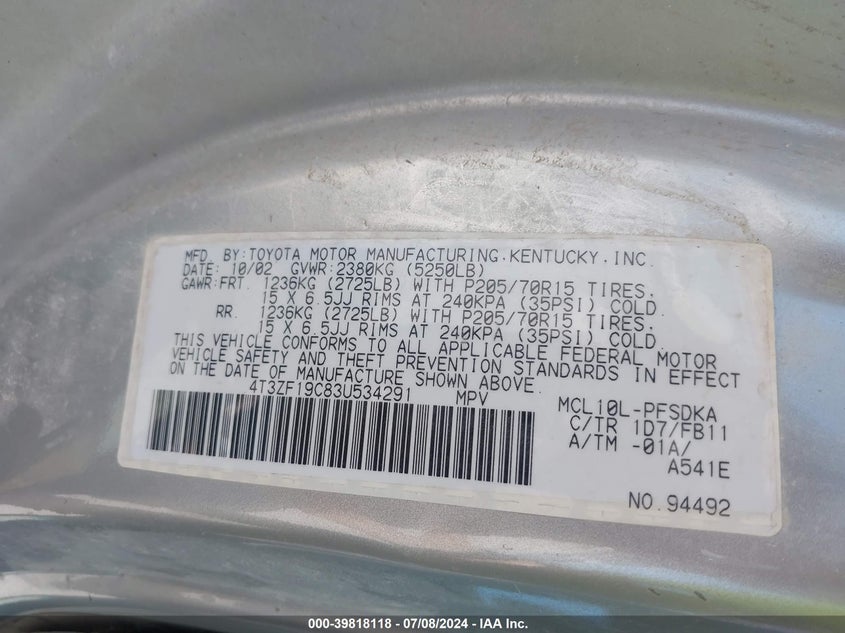 MFD. BY:TOYOTA MOTOR MANUFACTURING.KENTUCKY.INC.
DATE: 10/02 GVWR:2380KG (5250LB)
GAWR:FRT. 1236KG (2725LB) WITH P205/70R15 TIRES.
15 X 6.5JJ RIMS AT 240KPA (35PSI) COLD.
RR. 1236KG (2725LB) WITH P205/70R15 TIRES.
15 X 6.5JJ RIMS AT 240KPA (35PSI) COLD.
THIS VEHICLE CONFORMS TO ALL APPLICABLE FEDERAL MOTOR
VEHICLE SAFETY AND THEFT PREVENTION STANDARDS IN EFFECT
ON THE DATE OF MANUFACTURE SHOWN ABOVE.
4T3ZF19C83U534291 MPV
MCL10L-PFSDKA
C/TR 1D7/FB11
A/TM -01A/
A541E
NO.94492
000-39818118 - 07/08/2024 - IAA Inc.